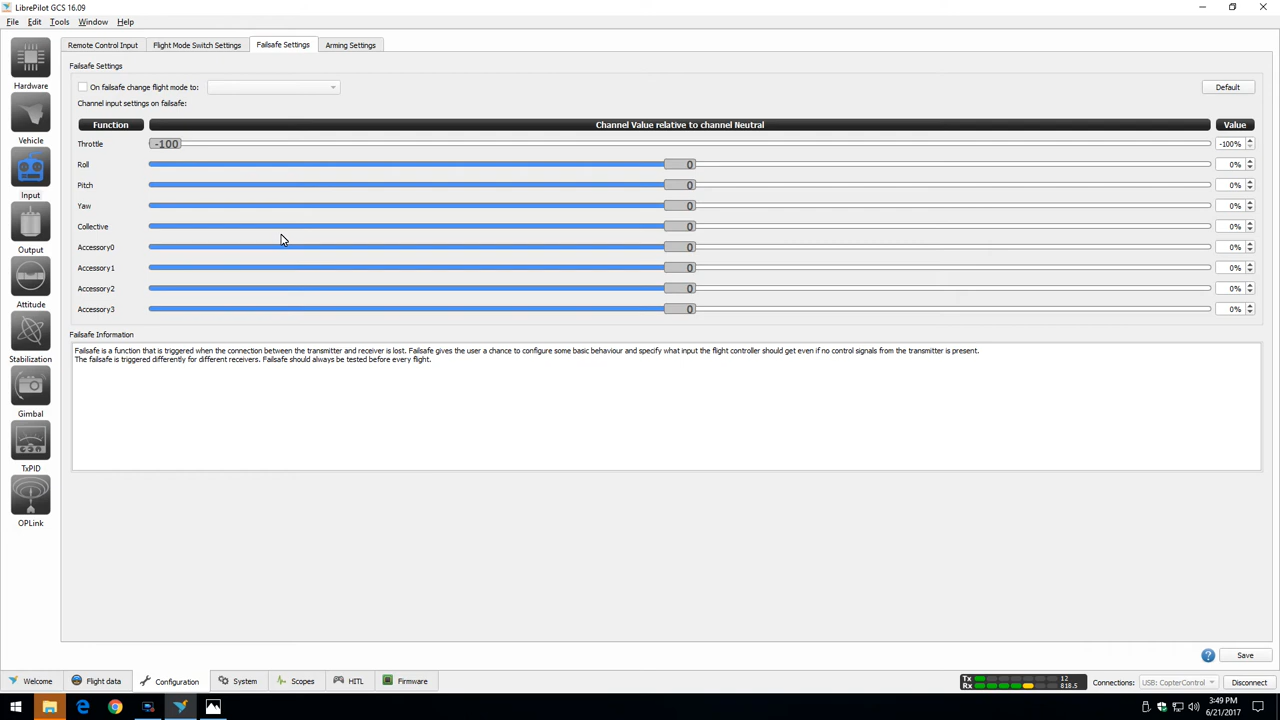 LibrePilot GCS 16.09
File Edit Tools Window Help
Remote Control Input Flight Mode Switch Settings Failsafe Settings Arming Settings
Hardware
Vehicle
Input
Output
Attitude
Stabilization
Gimbal
TxPID
OPLink
Failsafe Settings
On failsafe change flight mode to: Default
Channel input settings on failsafe:
Function Channel Value relative to channel Neutral Value
Throttle -100 -100%
Roll 0 0%
Pitch 0 0%
Yaw 0 0%
Collective 0 0%
Accessory0 0 0%
Accessory1 0 0%
Accessory2 0 0%
Accessory3 0 0%
Failsafe Information
Failsafe is a function that is triggered when the connection between the transmitter and receiver is lost. Failsafe gives the user a chance to configure some basic behaviour and specify what input the flight controller should get even if no control signals from the transmitter is present.
The failsafe is triggered differently for different receivers. Failsafe should always be tested before every flight.
? Save
Welcome Flight data Configuration System Scopes HITL Firmware
Tx 12
Rx 818.5
Connections: USB: CopterControl Disconnect
3:49 PM
6/21/2017